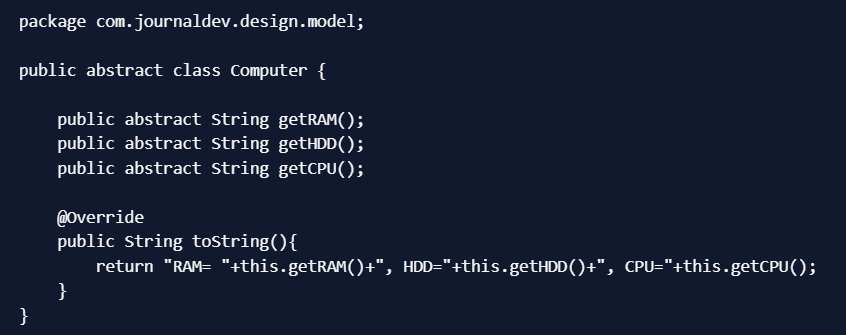 package com.journaldev.design.model;

public abstract class Computer {

    public abstract String getRAM();
    public abstract String getHDD();
    public abstract String getCPU();

    @Override
    public String toString(){
        return "RAM= "+this.getRAM()+", HDD="+this.getHDD()+", CPU="+this.getCPU();
    }
}